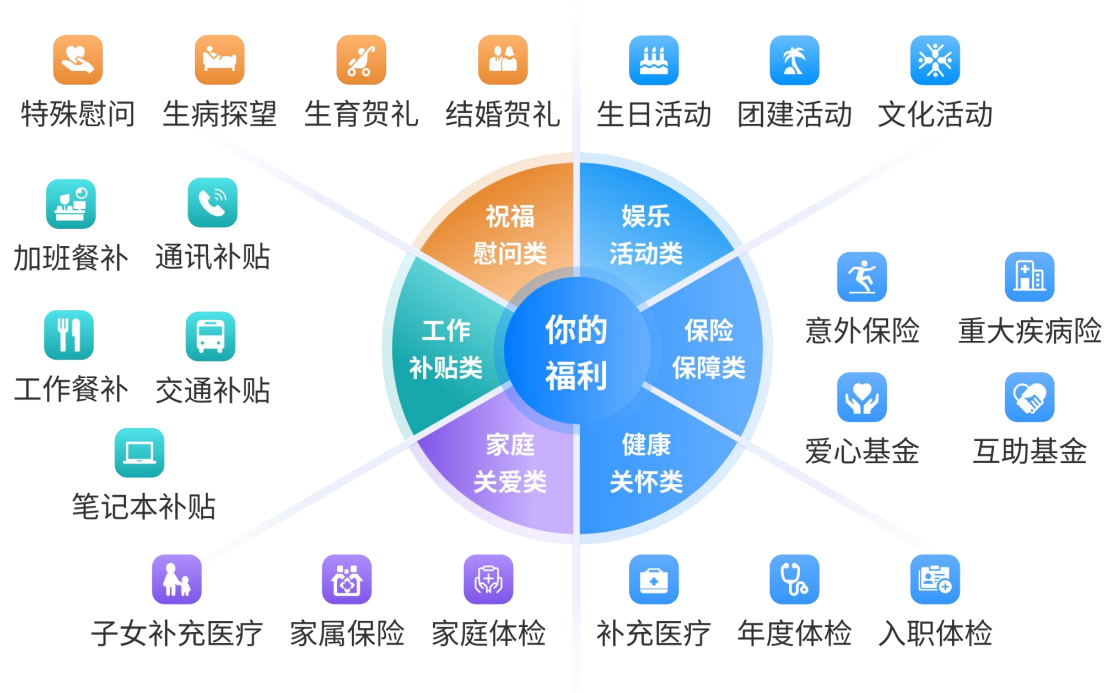 特殊慰问
生病探望
生育贺礼
结婚贺礼
生日活动
团建活动
文化活动
加班餐补
通讯补贴
工作餐补
交通补贴
笔记本补贴
祝福
慰问类
娱乐
活动类
工作
补贴类
你的
福利
保险
保障类
家庭
关爱类
健康
关怀类
意外保险
重大疾病险
爱心基金
互助基金
子女补充医疗
家属保险
家庭体检
补充医疗
年度体检
入职体检